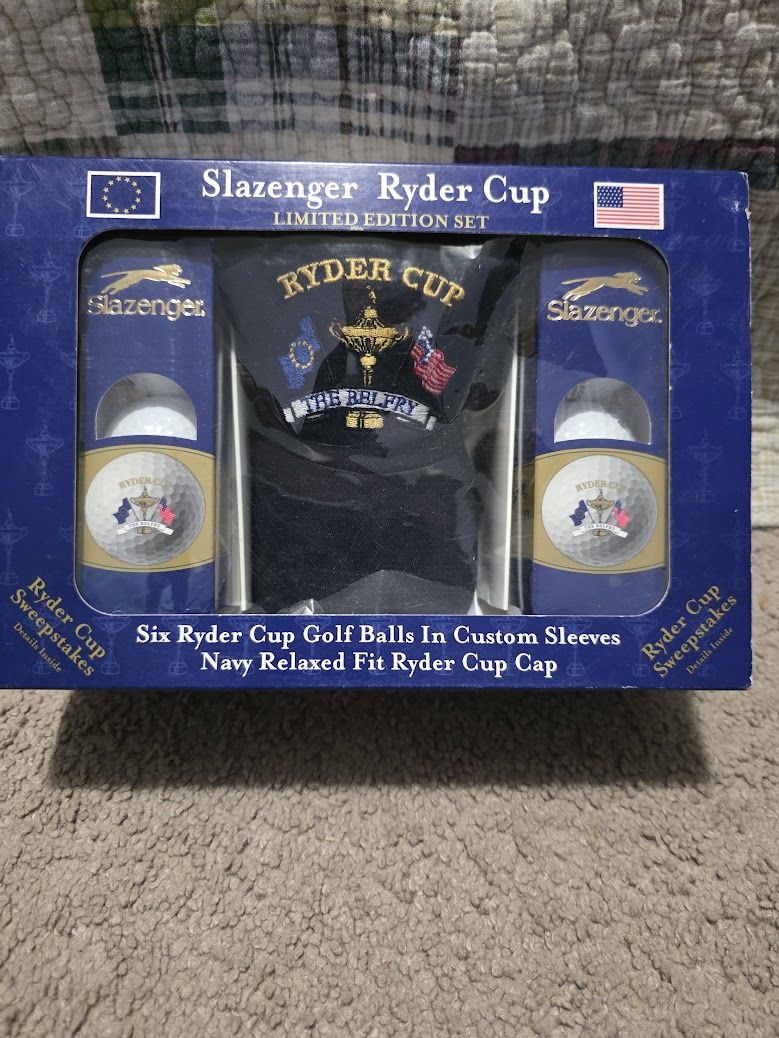 Slazenger Ryder Cup
LIMITED EDITION SET
Slazenger
RYDER CUP
THE BELFRY
Slazenger
RYDER CUP
THE BELFRY
RYDER CUP
THE BELFRY
Ryder Cup
Sweepstakes
Details Inside
Six Ryder Cup Golf Balls In Custom Sleeves
Navy Relaxed Fit Ryder Cup Cap
Ryder Cup
Sweepstakes
Details Inside